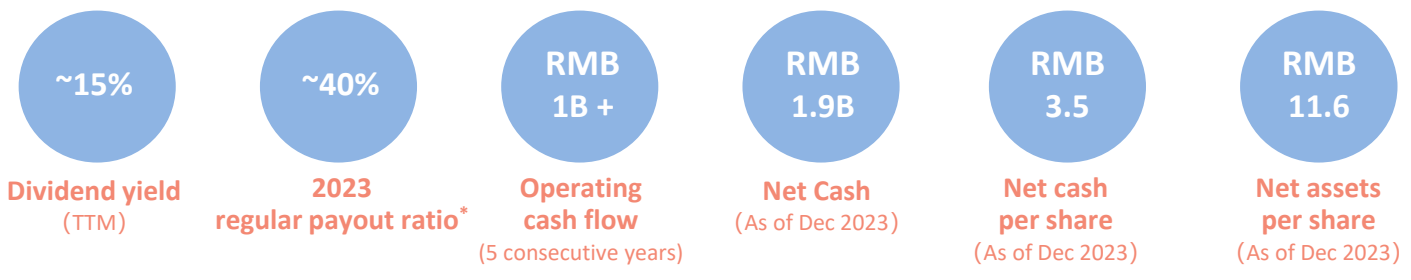 ~15%
Dividend yield
(TTM)
~40%
2023
regular payout ratio*
RMB
1B +
Operating
cash flow
(5 consecutive years)
RMB
1.9B
Net Cash
(As of Dec 2023)
RMB
3.5
Net cash
per share
(As of Dec 2023)
RMB
11.6
Net assets
per share
(As of Dec 2023)